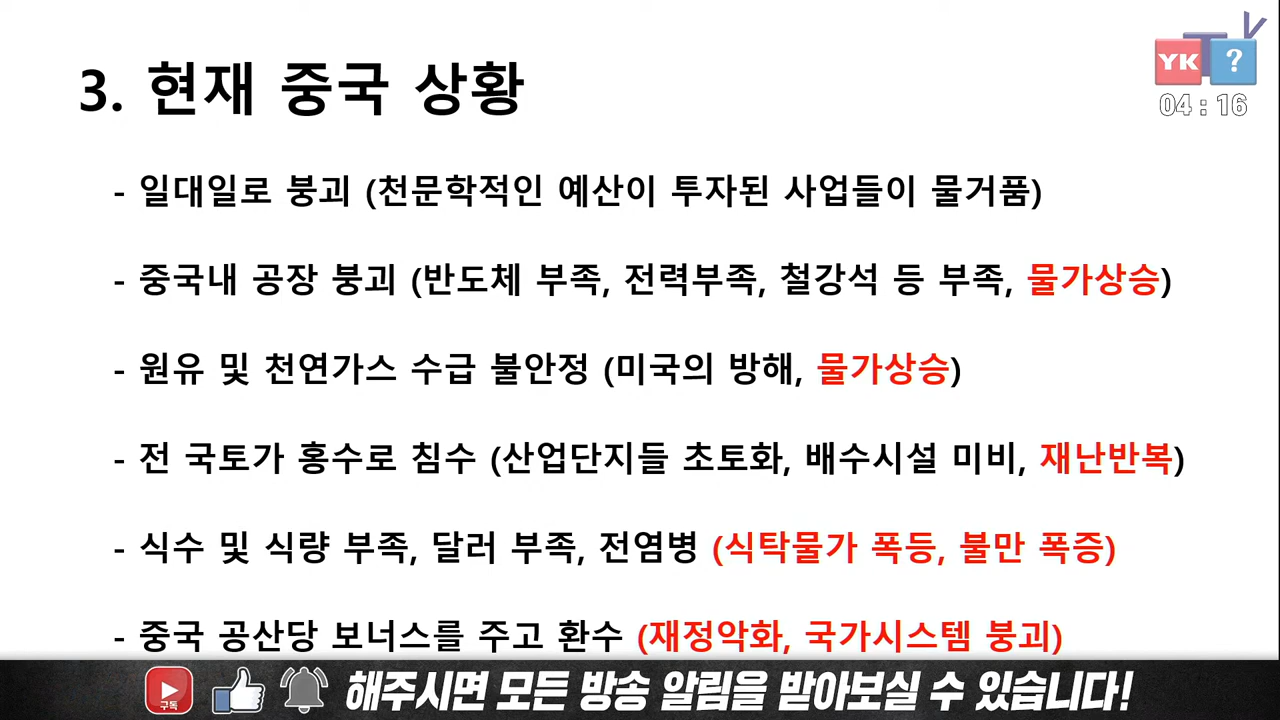 3. 현재 중국 상황
YK T V ?
04 : 16
- 일대일로 붕괴 (천문학적인 예산이 투자된 사업들이 물거품)
- 중국내 공장 붕괴 (반도체 부족, 전력부족, 철강석 등 부족, 물가상승)
- 원유 및 천연가스 수급 불안정 (미국의 방해, 물가상승)
- 전 국토가 홍수로 침수 (산업단지들 초토화, 배수시설 미비, 재난반복)
- 식수 및 식량 부족, 달러 부족, 전염병 (식탁물가 폭등, 불만 폭증)
- 중국 공산당 보너스를 주고 환수 (재정악화, 국가시스템 붕괴)
구독
해주시면 모든 방송 알림을 받아보실 수 있습니다!